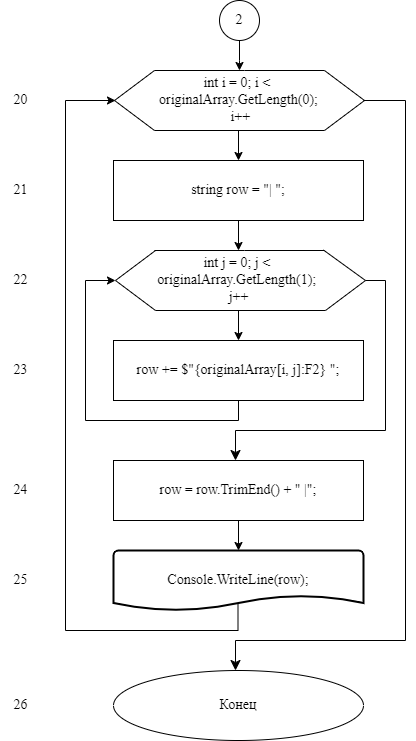 2
20
int i = 0; i <
originalArray.GetLength(0);
i++
21
string row = "| ";
22
int j = 0; j <
originalArray.GetLength(1);
j++
23
row += $"{originalArray[i, j]:F2} ";
24
row = row.TrimEnd() + " |";
25
Console.WriteLine(row);
26
Конец